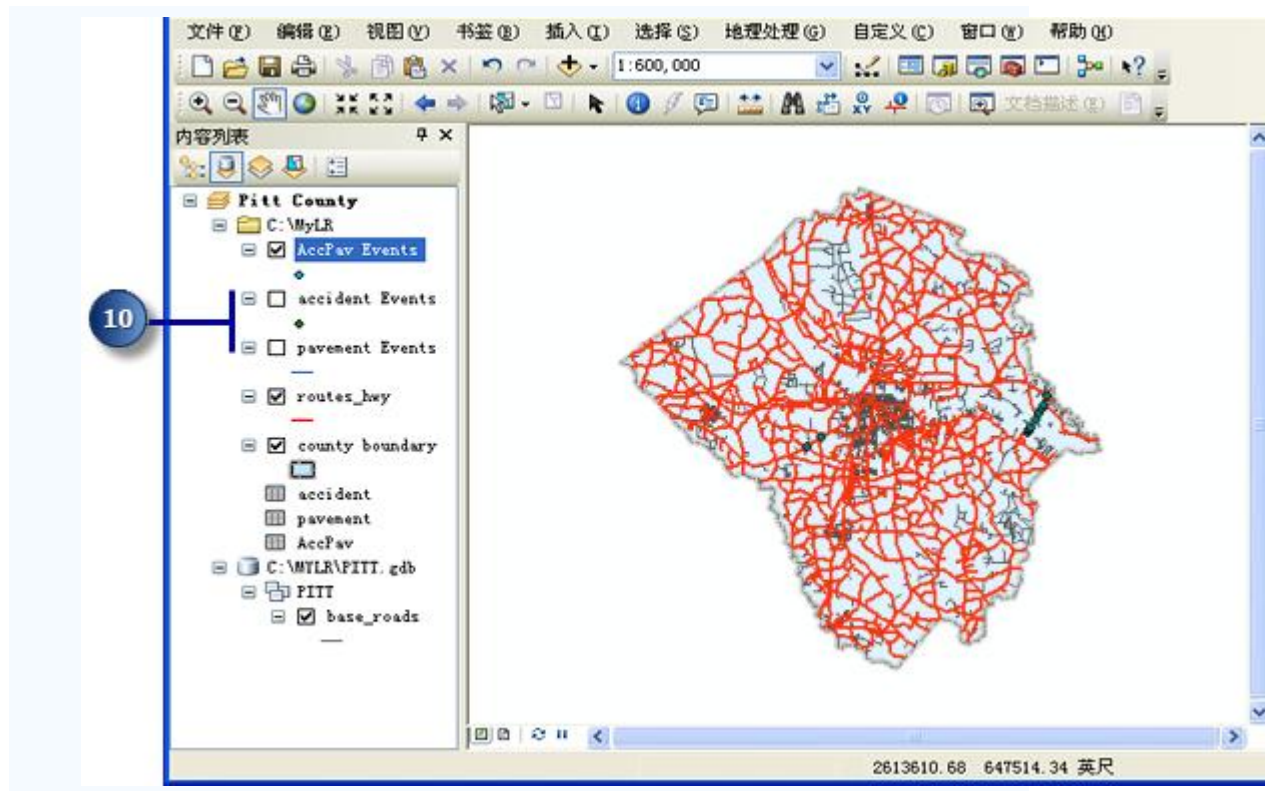 文件(F) 编辑(E) 视图(V) 书签(B) 插入(I) 选择(S) 地理处理(G) 自定义(C) 窗口(W) 帮助(H)
1:600,000
文档描述(E)
内容列表
Pitt County
C:\MyLR
AccPav Events
accident Events
10
pavement Events
routes_hwy
county boundary
accident
pavement
AccPav
C:\MYLR\PITT.gdb
PITT
base_roads
2613610.68 647514.34 英尺